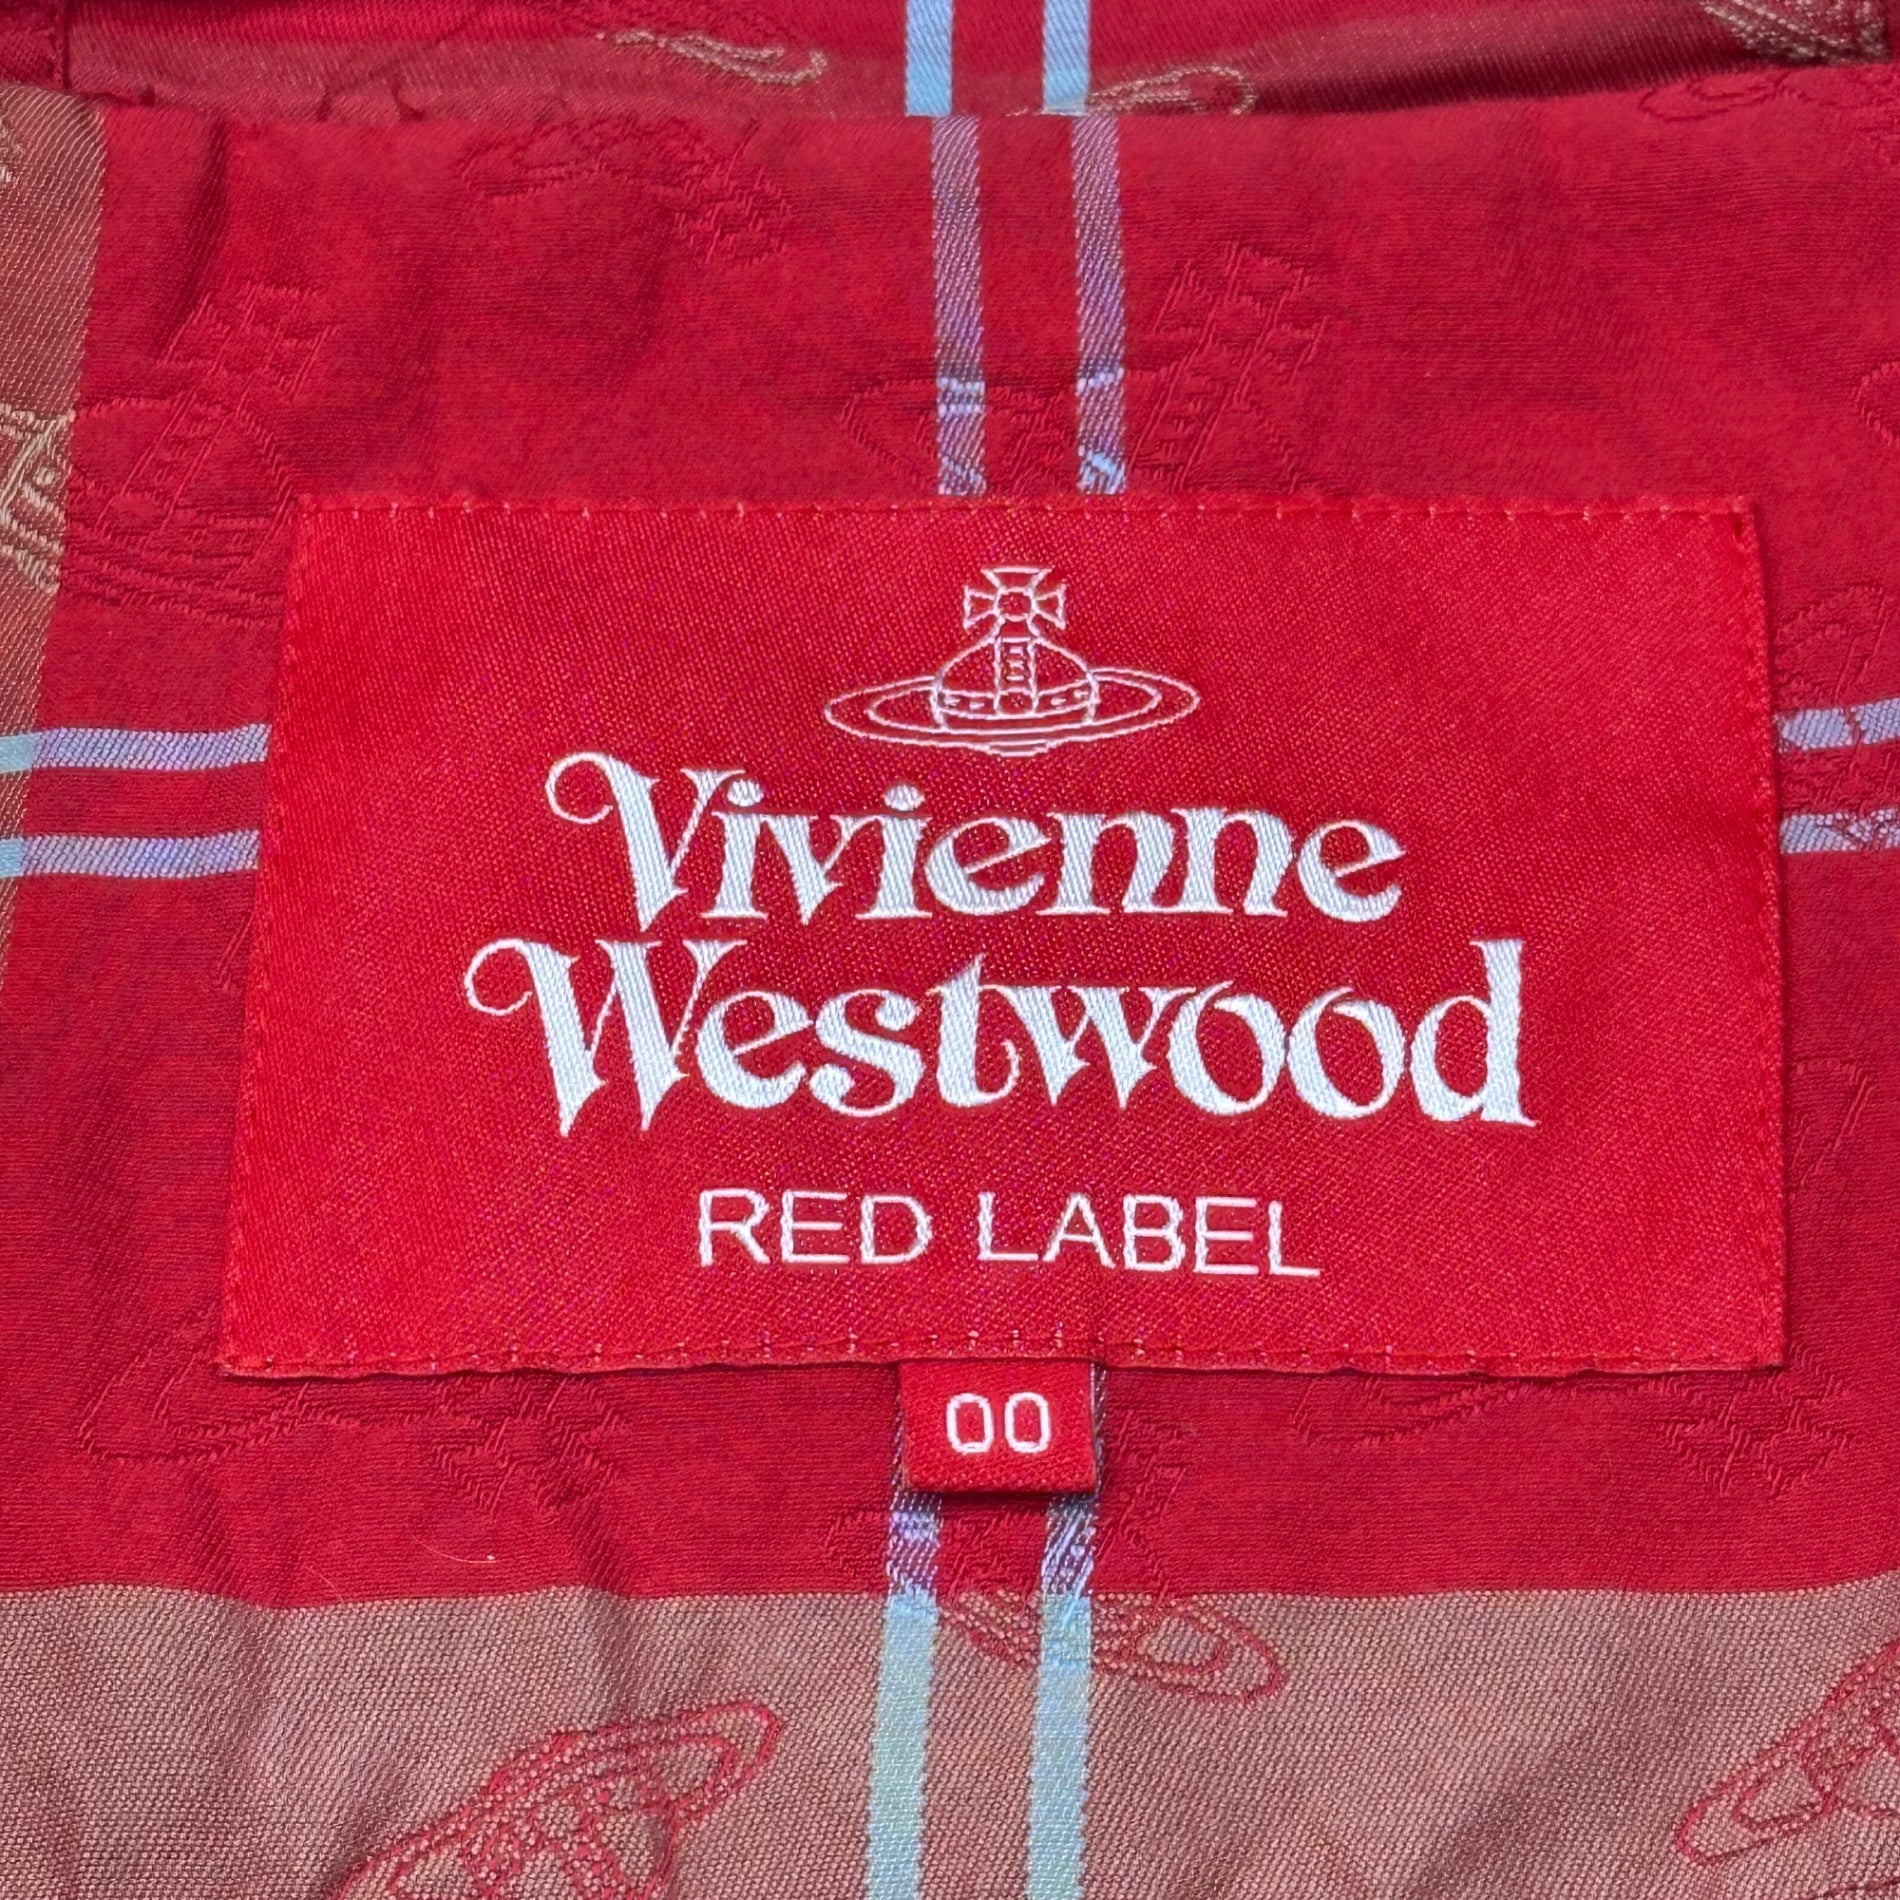 Vivienne
Westwood
RED LABEL
00